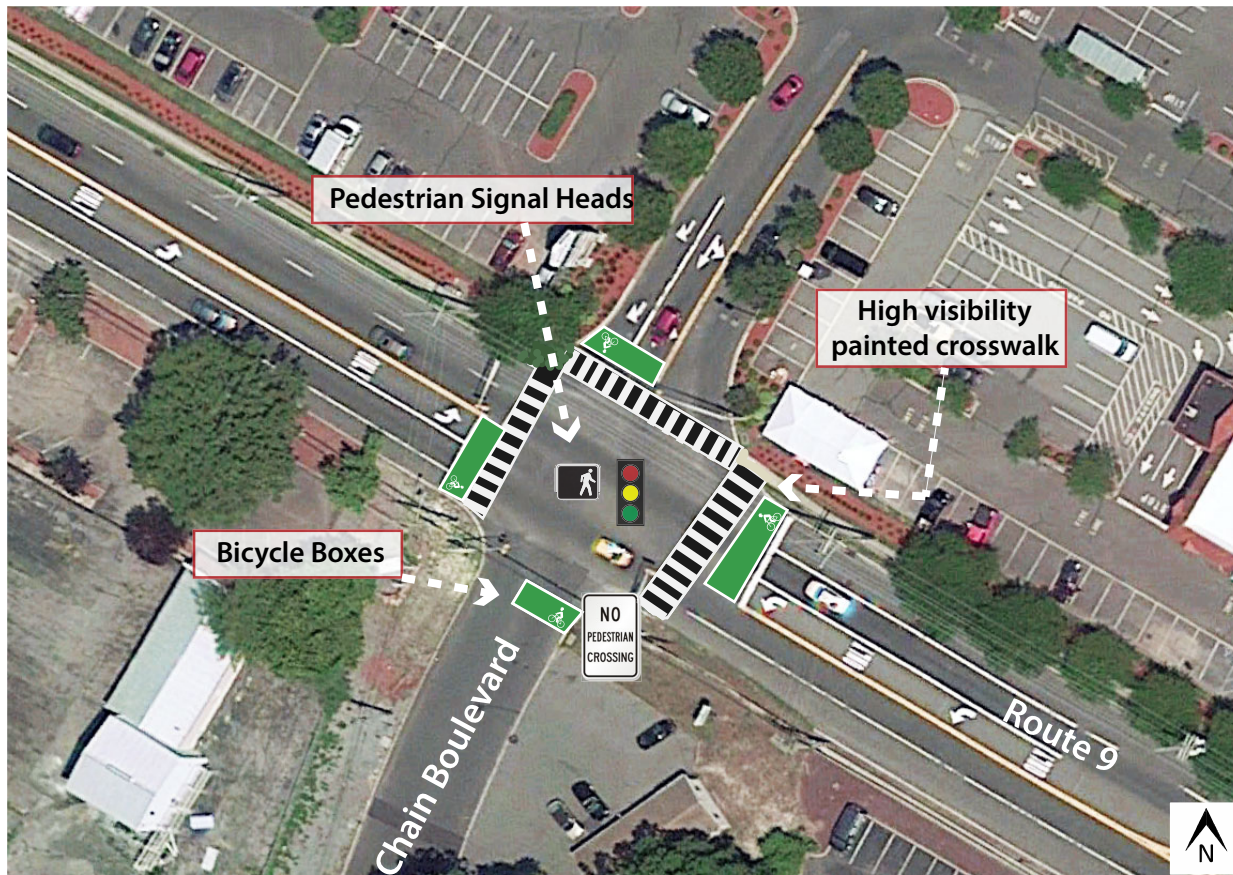 Pedestrian Signal Heads
High visibility
painted crosswalk
Bicycle Boxes
NO
PEDESTRIAN
CROSSING
Chain Boulevard
Route 9
N